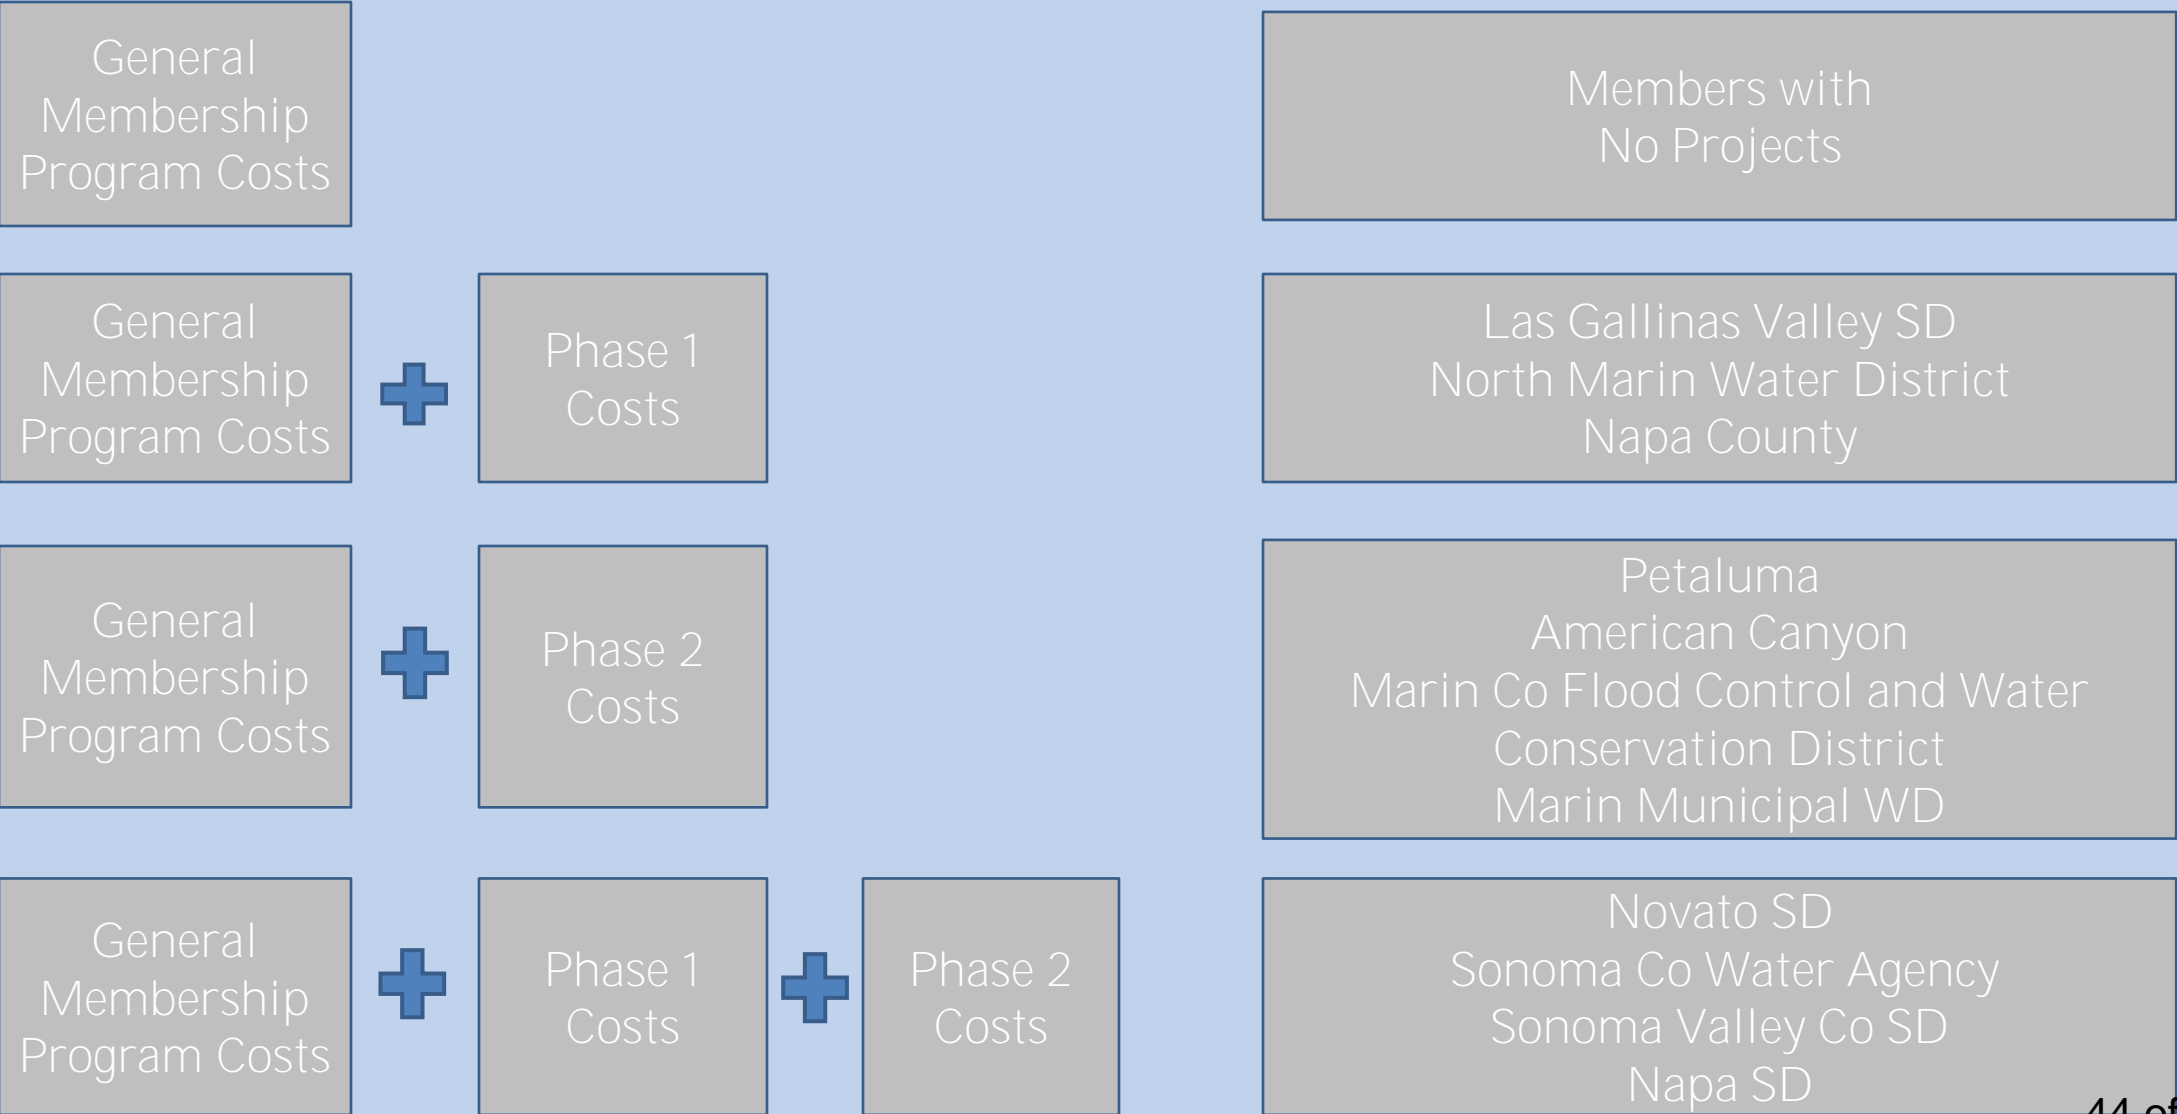 General
Membership
Program Costs
Members with
No Projects
General
Membership
Program Costs
Phase 1
Costs
Las Gallinas Valley SD
North Marin Water District
Napa County
General
Membership
Program Costs
Phase 2
Costs
Petaluma
American Canyon
Marin Co Flood Control and Water
Conservation District
Marin Municipal WD
General
Membership
Program Costs
Phase 1
Costs
Phase 2
Costs
Novato SD
Sonoma Co Water Agency
Sonoma Valley Co SD
Napa SD
44 of